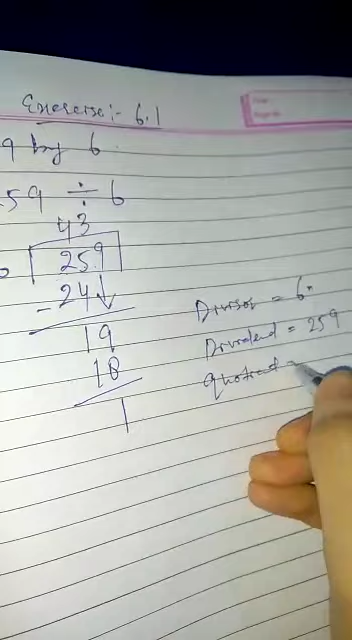 Exercise:- 6.1
9 by 6
59 ÷ 6
43
259
- 24
19
18
1
Divisor = 6
Dividend = 259
Quotient =